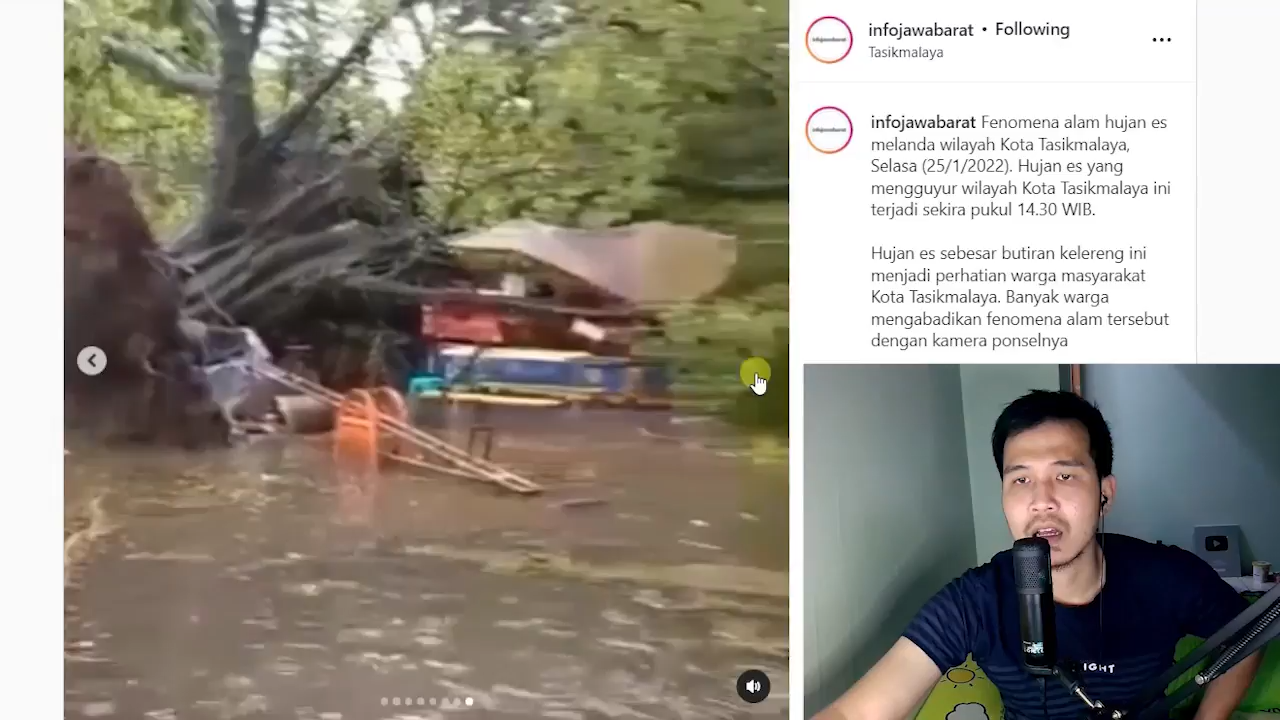 infojawabarat • Following
Tasikmalaya
infojawabarat Fenomena alam hujan es
melanda wilayah Kota Tasikmalaya,
Selasa (25/1/2022). Hujan es yang
mengguyur wilayah Kota Tasikmalaya ini
terjadi sekira pukul 14.30 WIB.
Hujan es sebesar butiran kelereng ini
menjadi perhatian warga masyarakat
Kota Tasikmalaya. Banyak warga
mengabadikan fenomena alam tersebut
dengan kamera ponselnya